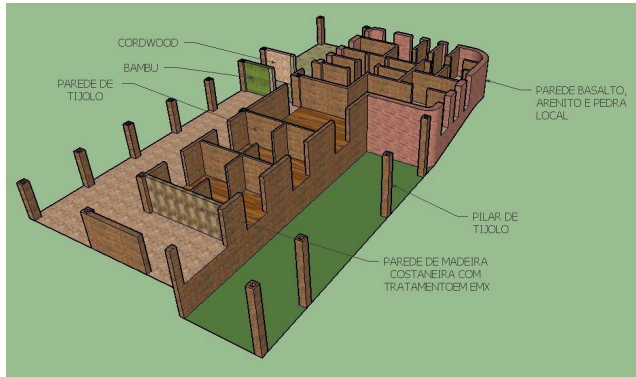 CORDWOOD
BAMBU
PAREDE DE
TIJOLO
PAREDE BASALTO,
ARENITO E PEDRA
LOCAL
PILAR DE
TIJOLO
PAREDE DE MADEIRA
COSTANEIRA COM
TRATAMENTOEM EMX